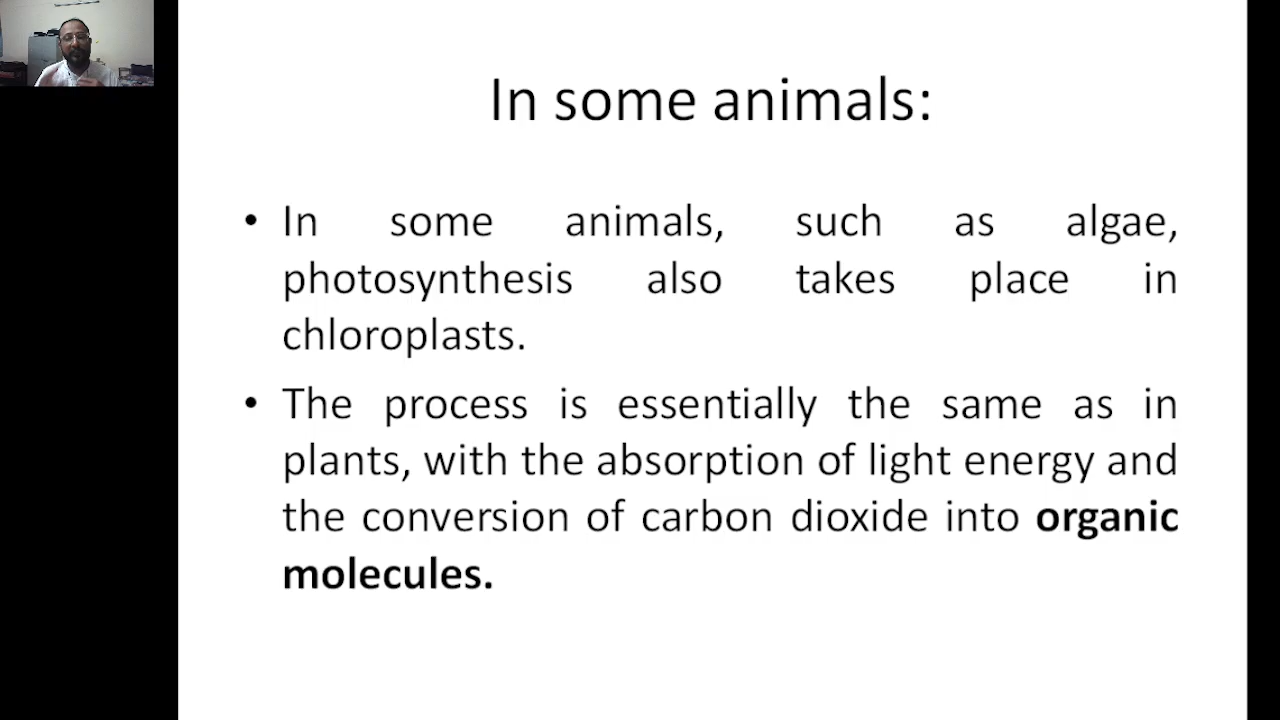 In some animals:
• In some animals, such as algae,
photosynthesis also takes place in
chloroplasts.
• The process is essentially the same as in
plants, with the absorption of light energy and
the conversion of carbon dioxide into organic
molecules.